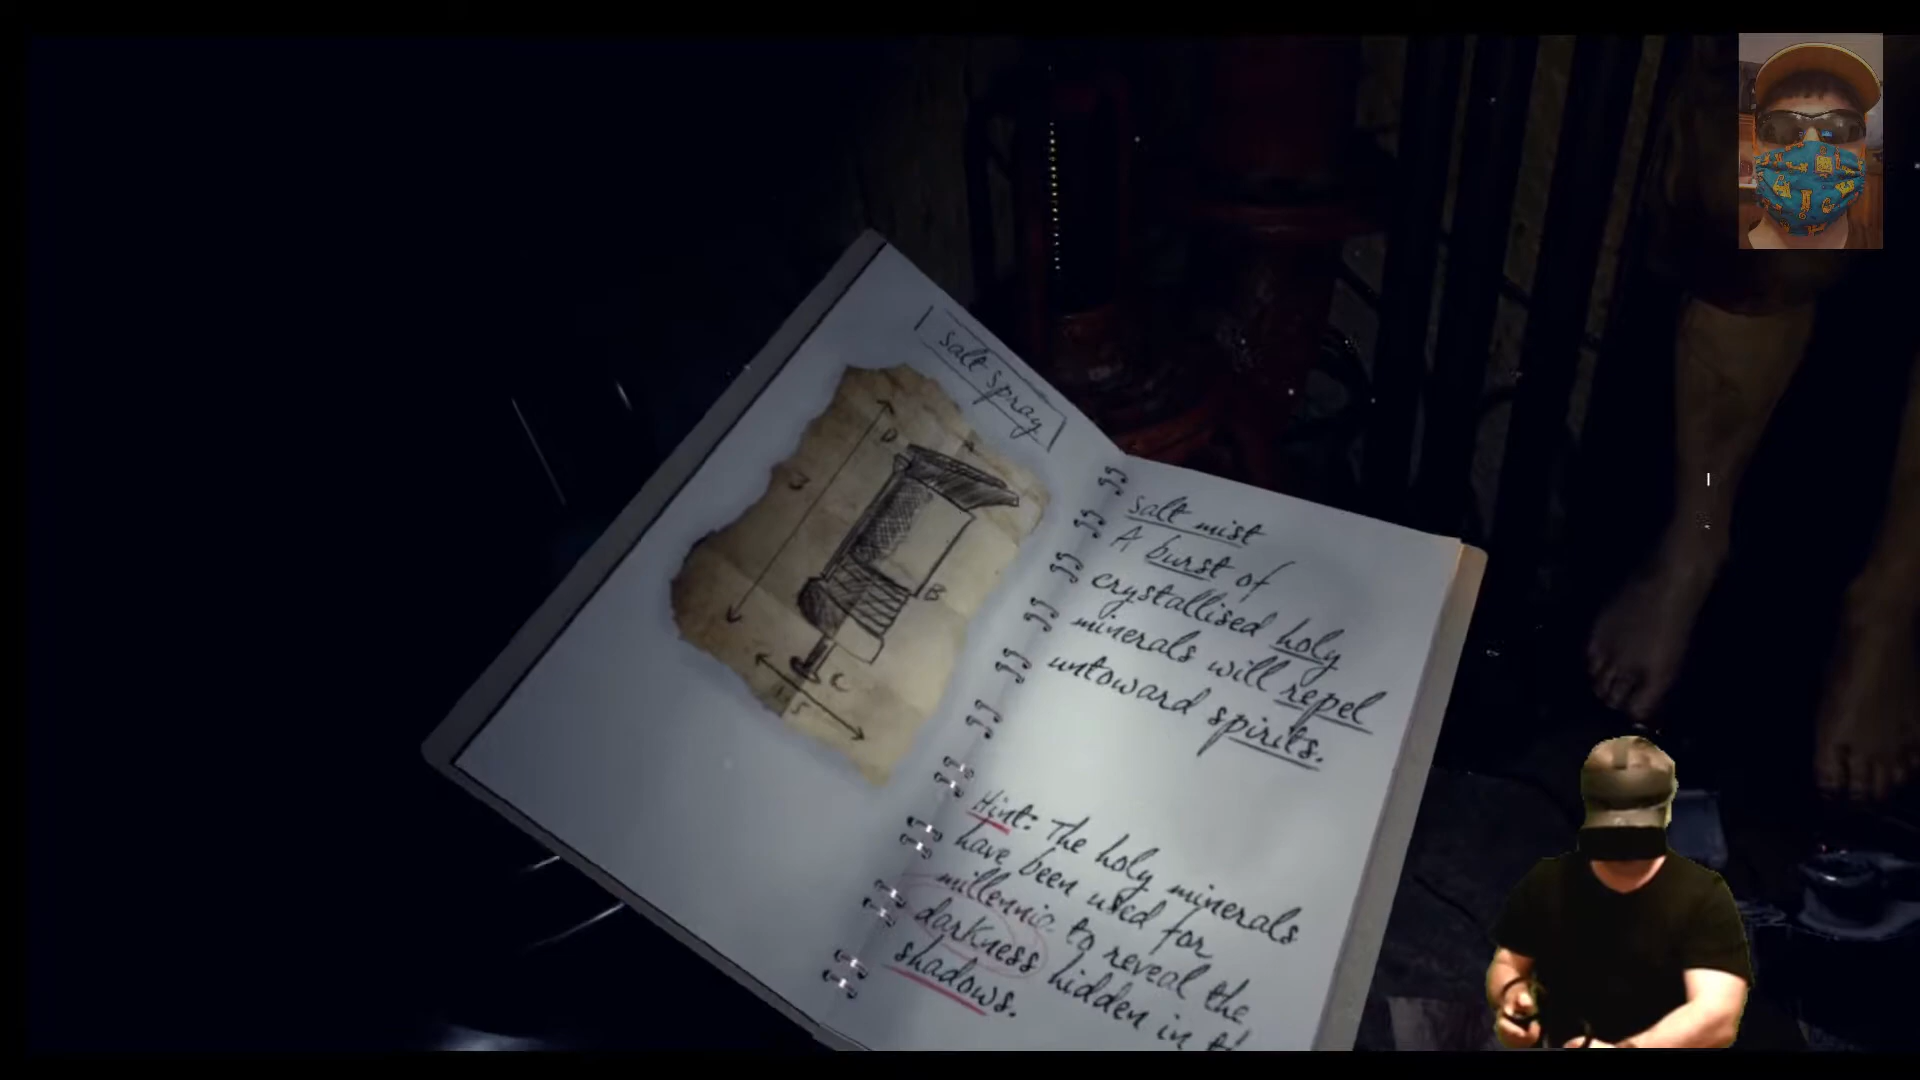 salt spray
D
A
B
C
salt mist
A burst of
crystallised holy
minerals will repel
untoward spirits.
Hint: The holy minerals
have been used for
millennia to reveal the
darkness hidden in
shadows.